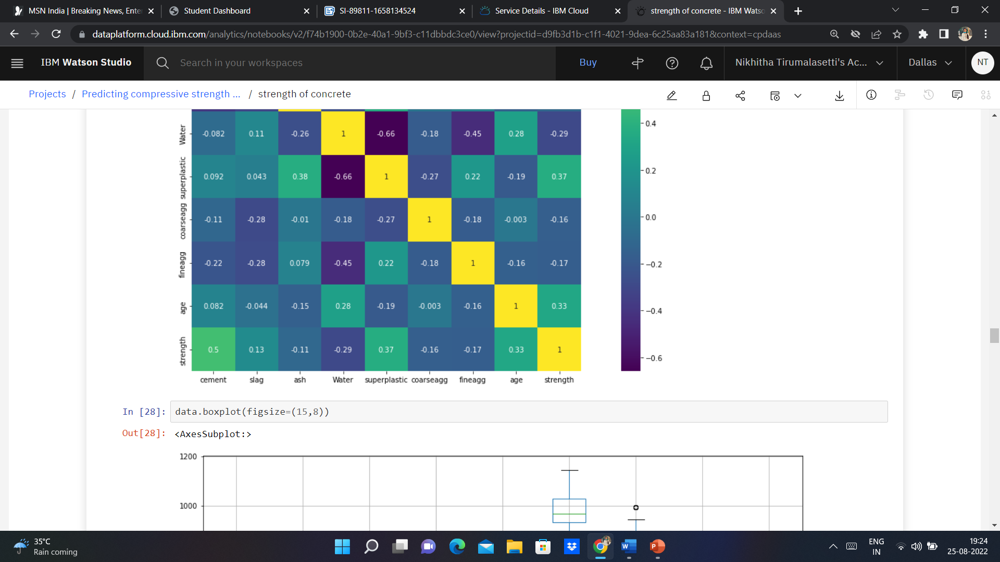 MSN India | Breaking News, Ente
Student Dashboard
SI-89811-1658134524
Service Details - IBM Cloud
strength of concrete - IBM Wats
dataplatform.cloud.ibm.com/analytics/notebooks/v2/f74b1900-0b2e-40a1-9bf3-c11dbbdc3ce0/view?projectid=d9fb3d1b-c1f1-4021-9dea-6c25aa83a181&context=cpdaas
IBM Watson Studio
Search in your workspaces
Buy
Nikhitha Tirumalasetti's Ac...
Dallas
NT
Projects / Predicting compressive strength ... / strength of concrete
Water -0.082 0.11 -0.26 1 -0.66 -0.18 -0.45 0.28 -0.29
superplastic 0.092 0.043 0.38 -0.66 1 -0.27 0.22 -0.19 0.37
coarseagg -0.11 -0.28 -0.01 -0.18 -0.27 1 -0.18 -0.003 -0.16
fineagg -0.22 -0.28 0.079 -0.45 0.22 -0.18 1 -0.16 -0.17
age 0.082 -0.044 -0.15 0.28 -0.19 -0.003 -0.16 1 0.33
strength 0.5 0.13 -0.11 -0.29 0.37 -0.16 -0.17 0.33 1
cement slag ash Water superplastic coarseagg fineagg age strength
0.4
0.2
0.0
−0.2
−0.4
−0.6
In [28]: data.boxplot(figsize=(15,8))
Out[28]: <AxesSubplot:>
1200
1000
35°C
Rain coming
ENG
IN
19:24
25-08-2022